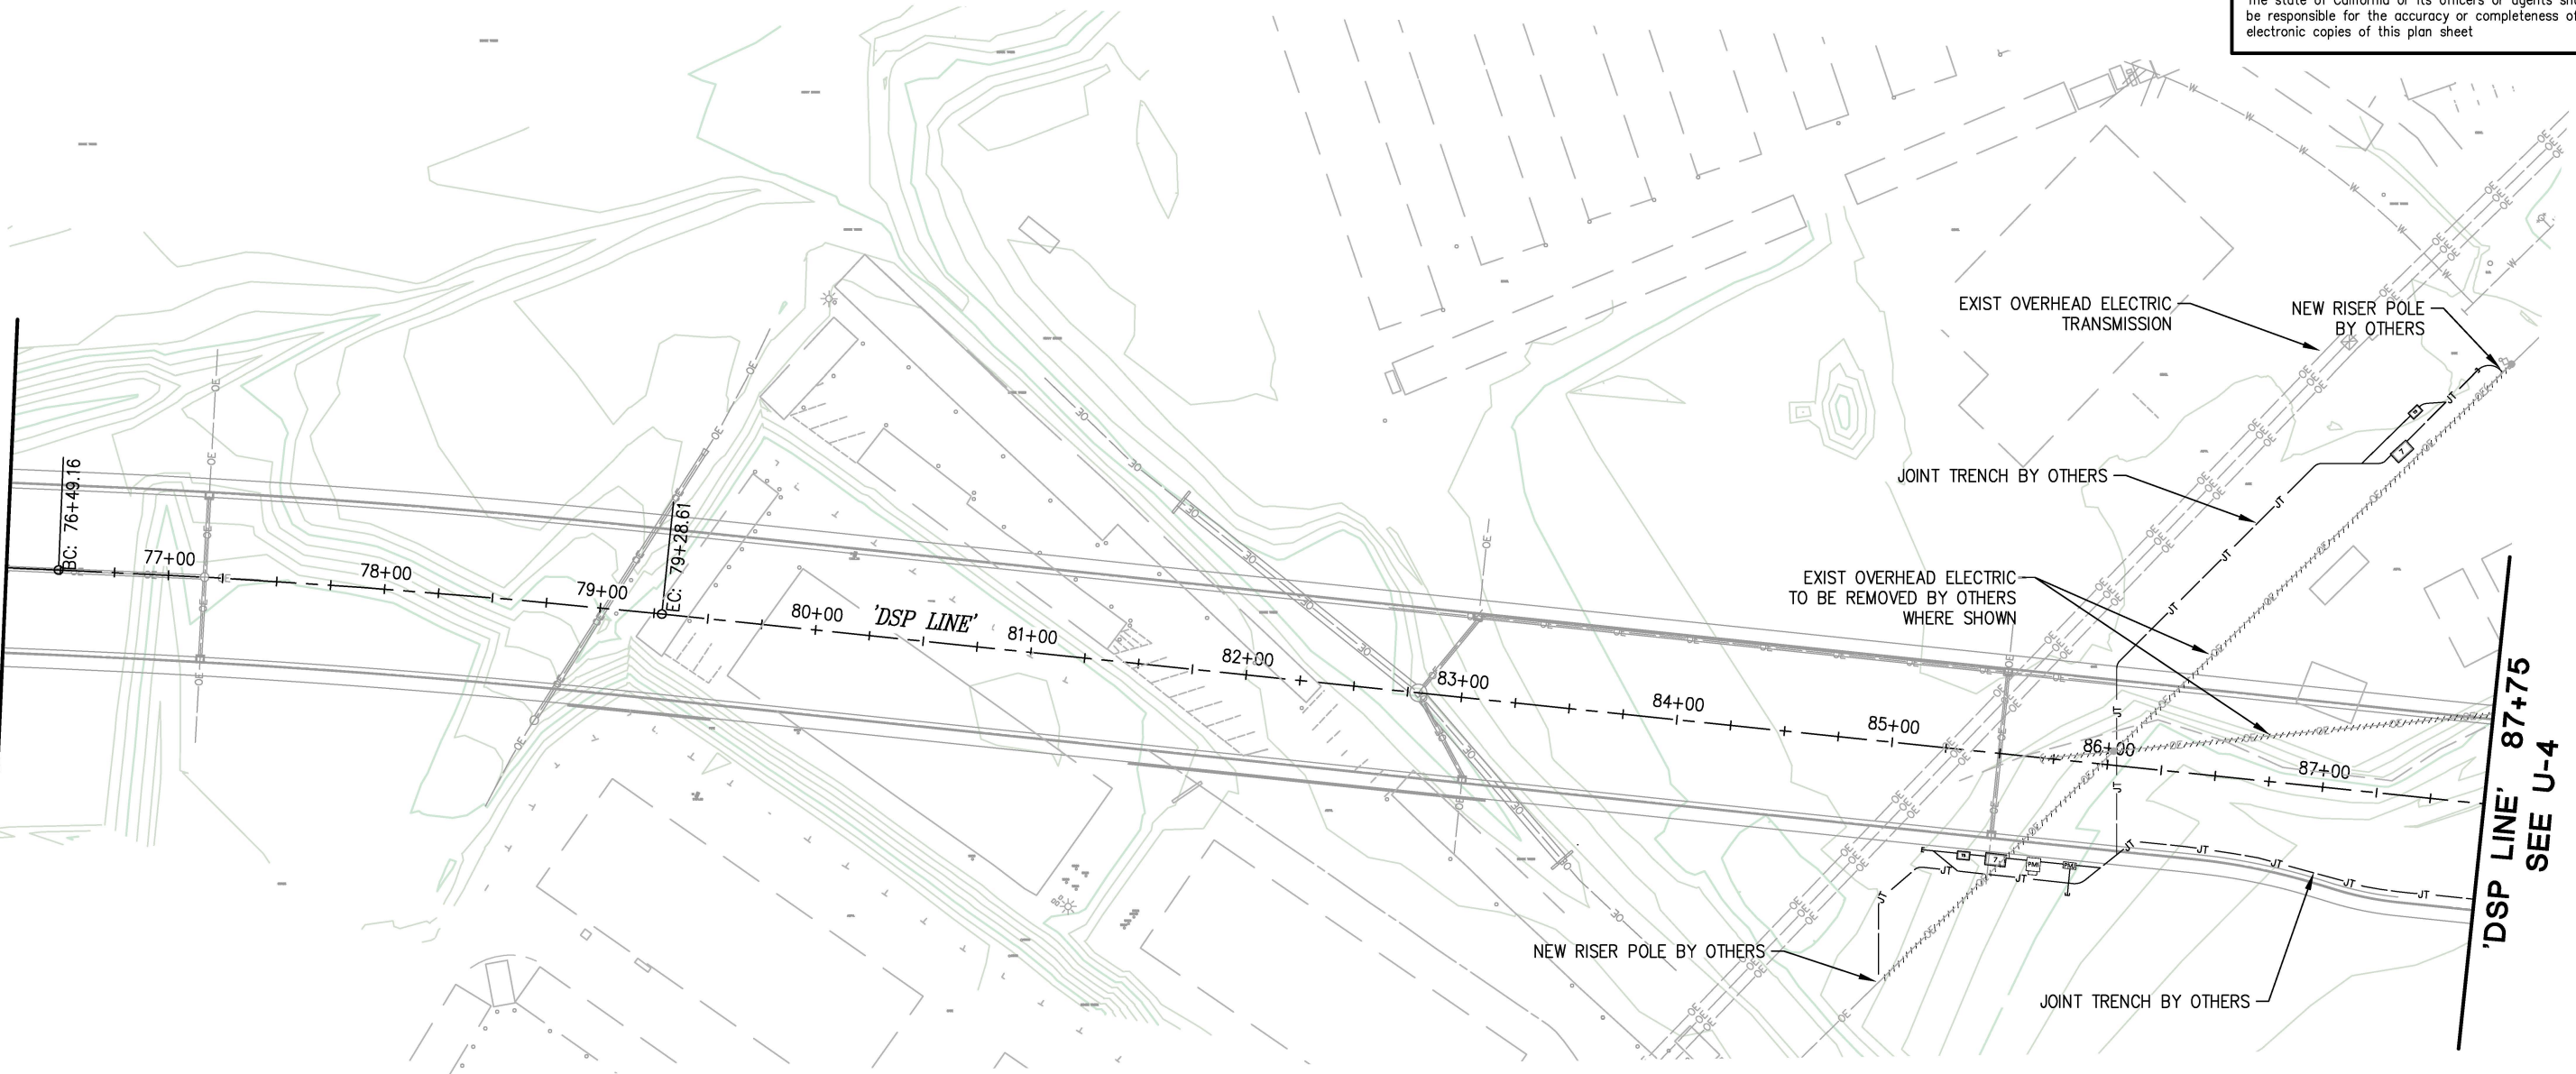 The state of California or its officers or agents
be responsible for the accuracy or completeness of
electronic copies of this plan sheet
EXIST OVERHEAD ELECTRIC
TRANSMISSION
NEW RISER POLE
BY OTHERS
JOINT TRENCH BY OTHERS
EXIST OVERHEAD ELECTRIC
TO BE REMOVED BY OTHERS
WHERE SHOWN
BC: 76+49.16
77+00
78+00
79+00
EC: 79+28.61
80+00
'DSP LINE'
81+00
82+00
83+00
84+00
85+00
86+00
87+00
'DSP LINE' 87+75
SEE U-4
NEW RISER POLE BY OTHERS
JOINT TRENCH BY OTHERS